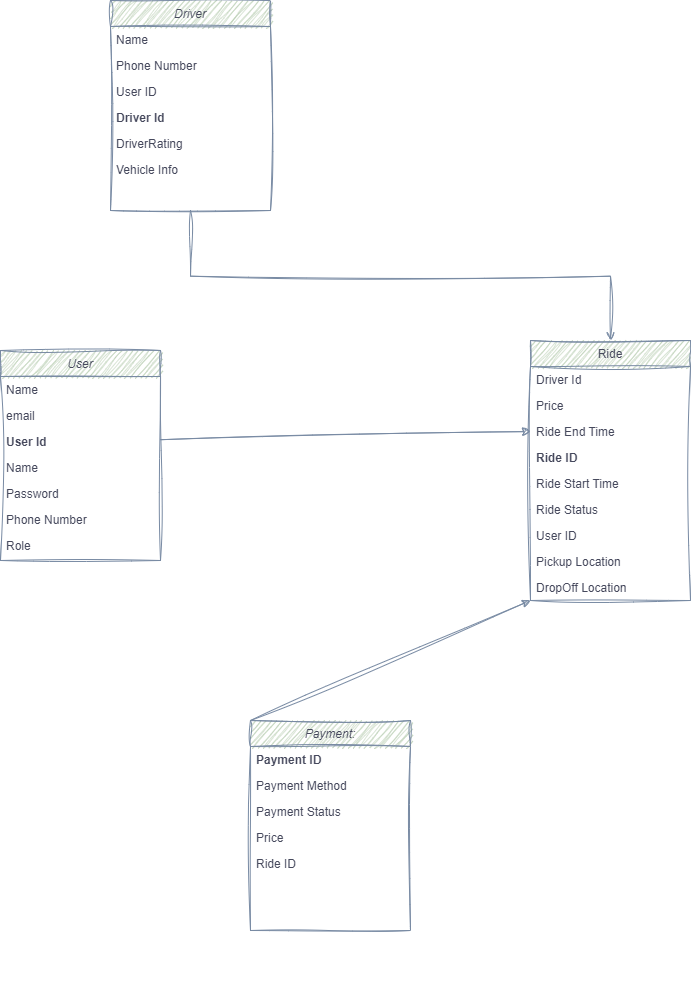 Driver
Name
Phone Number
User ID
Driver Id
DriverRating
Vehicle Info
User
Name
email
User Id
Name
Password
Phone Number
Role
Ride
Driver Id
Price
Ride End Time
Ride ID
Ride Start Time
Ride Status
User ID
Pickup Location
DropOff Location
Payment:
Payment ID
Payment Method
Payment Status
Price
Ride ID